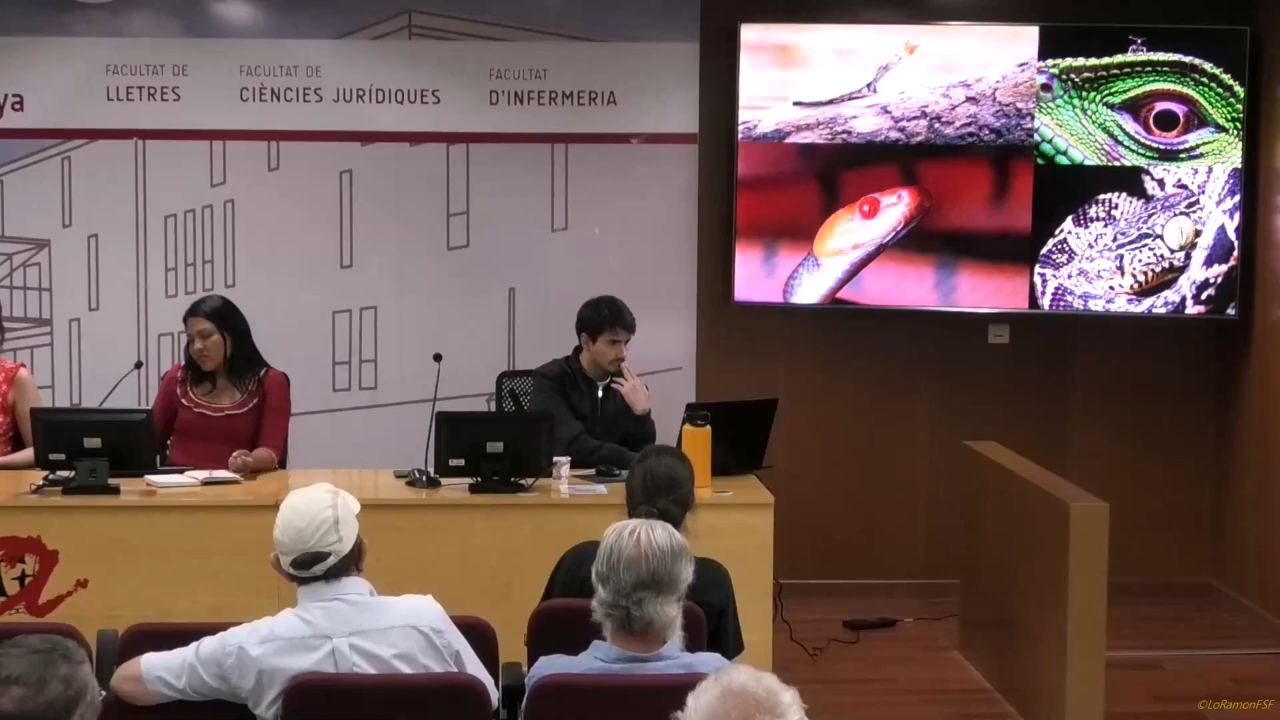 FACULTAT DE
LLETRES
FACULTAT DE
CIÈNCIES JURÍDIQUES
FACULTAT
D'INFERMERIA
ya
©LoRamonFSF